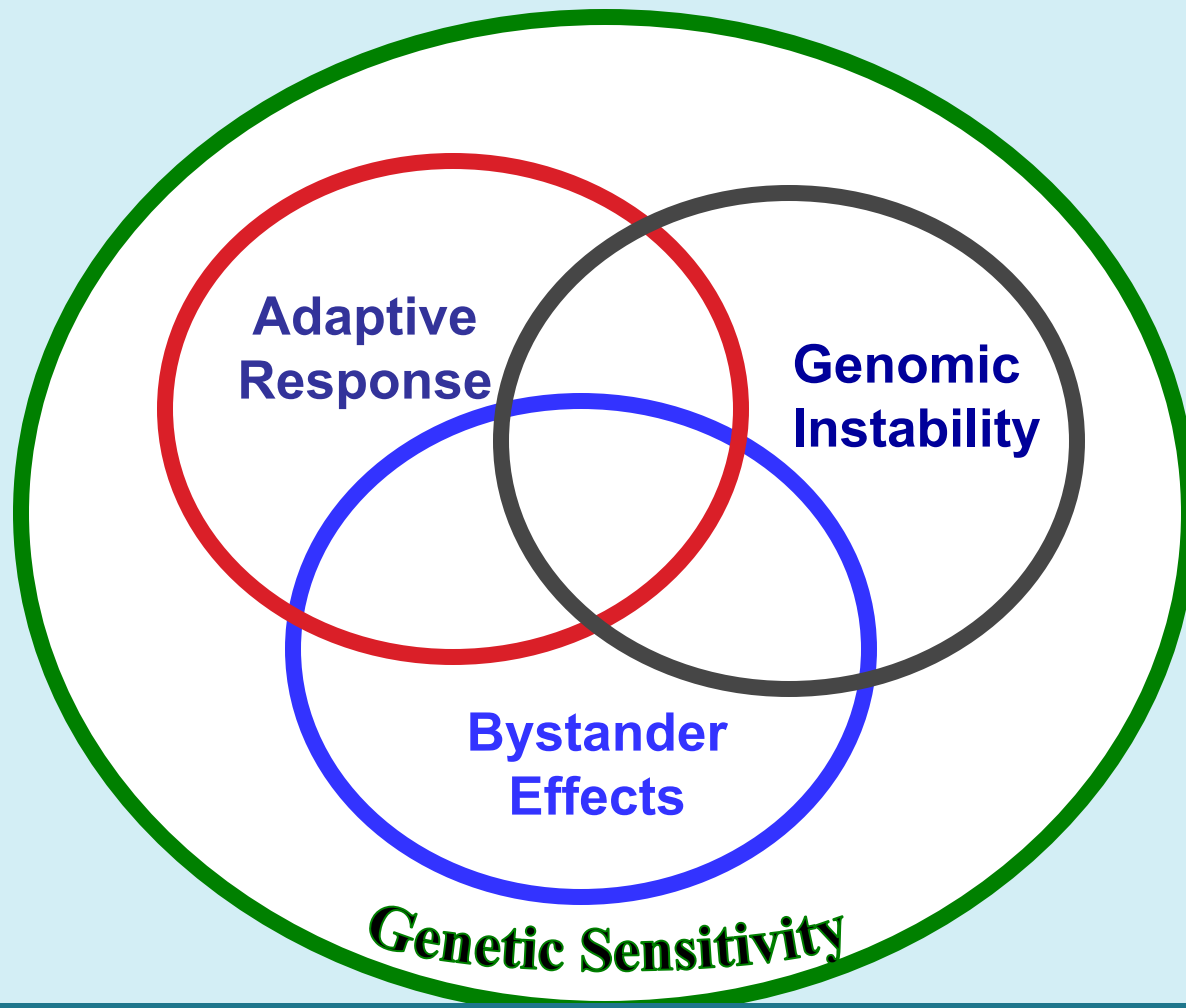 Adaptive
Response
Genomic
Instability
Bystander
Effects
Genetic Sensitivity